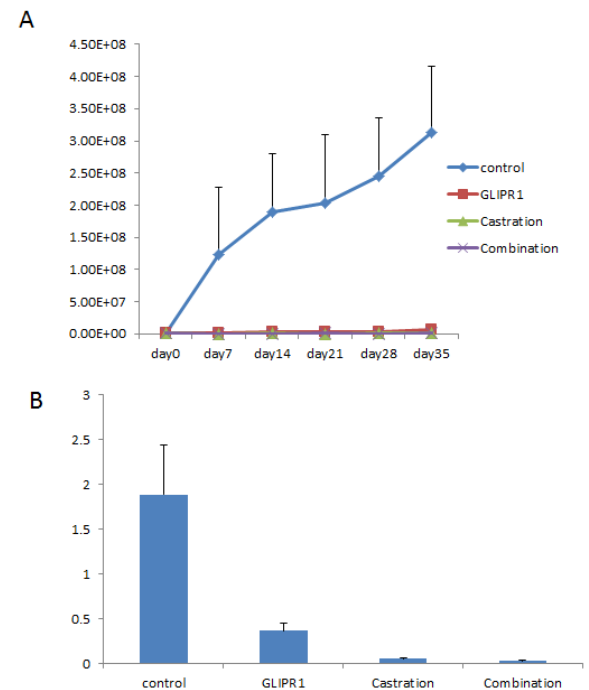 A
4.50E+08
4.00E+08
3.50E+08
3.00E+08
2.50E+08
2.00E+08
1.50E+08
1.00E+08
5.00E+07
0.00E+00
day0 day7 day14 day21 day28 day35
control
GLIPR1
Castration
Combination
B
3
2.5
2
1.5
1
0.5
0
control GLIPR1 Castration Combination